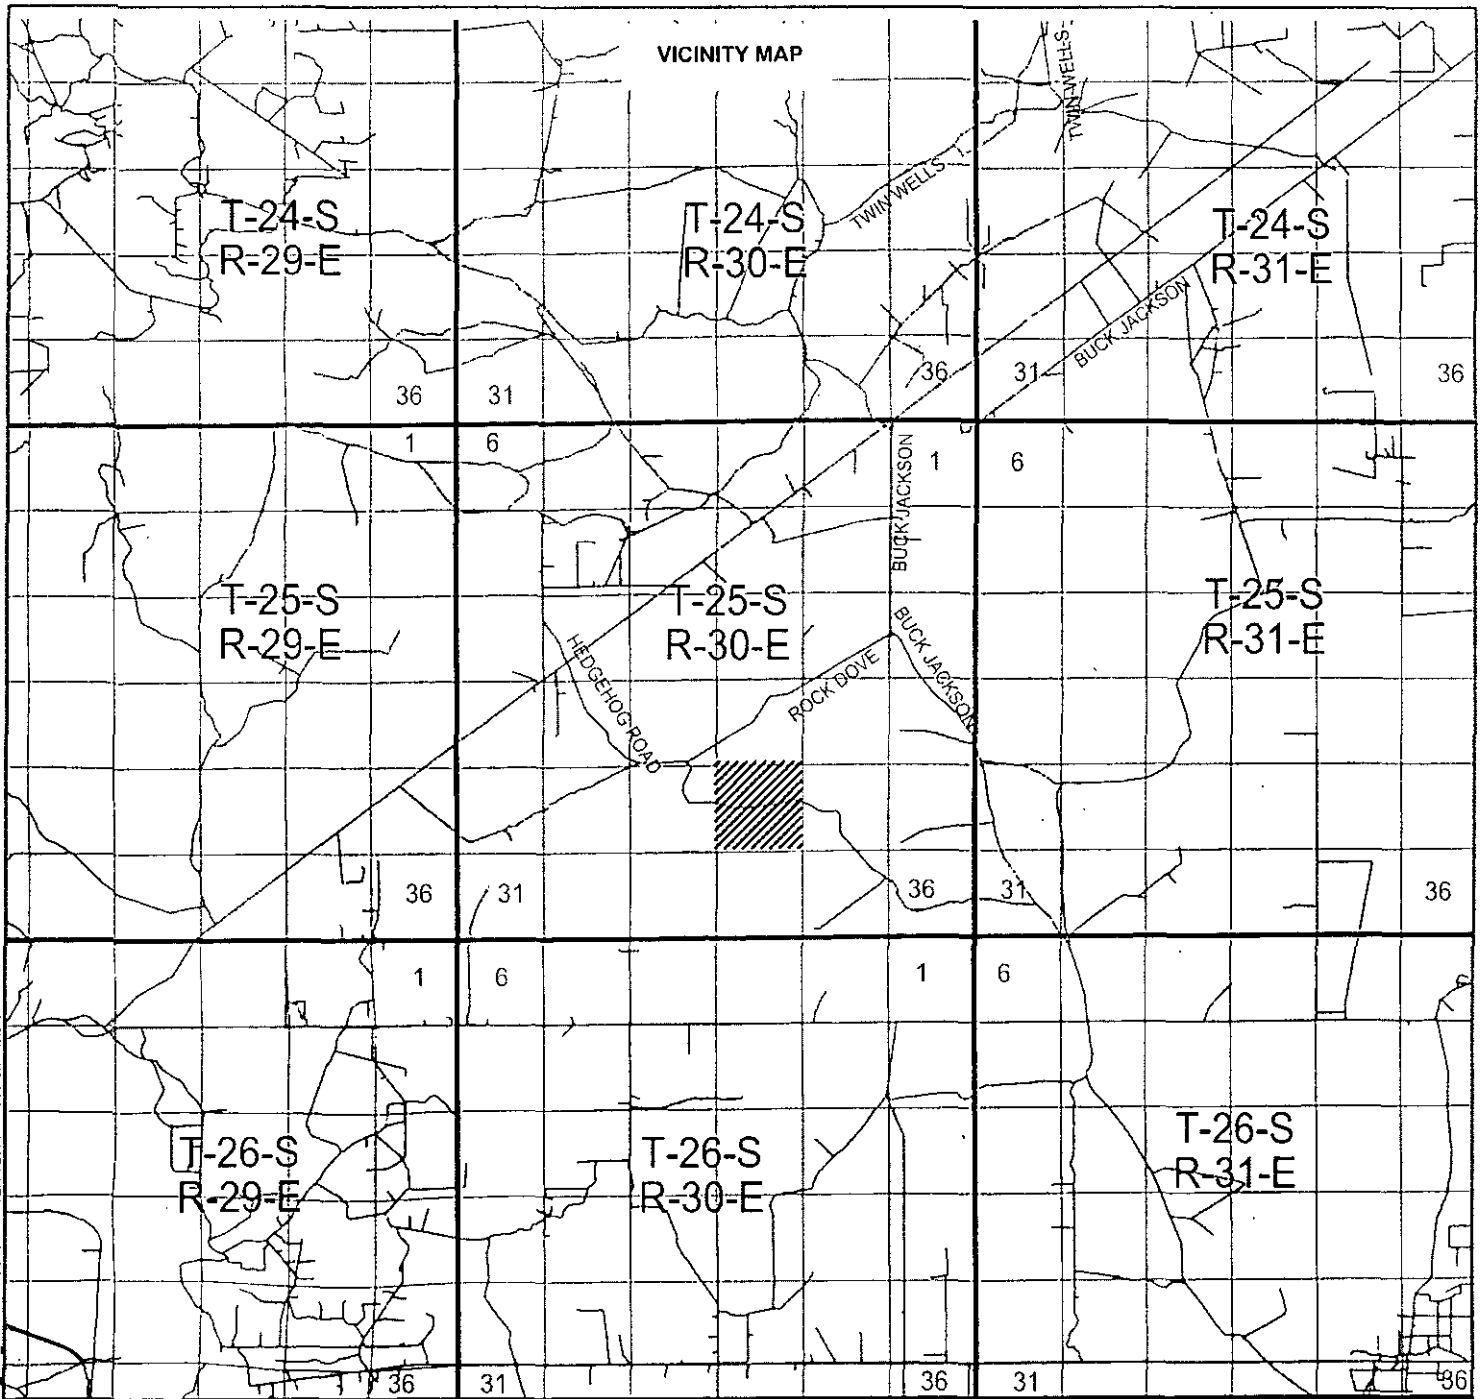 VICINITY MAP
TWIN WELLS
TWIN WELLS
T-24-S
R-29-E
T-24-S
R-30-E
T-24-S
R-31-E
BUCK JACKSON
36
31
36
31
36
1
6
1
6
BUCK JACKSON
T-25-S
R-29-E
T-25-S
R-30-E
T-25-S
R-31-E
HEDGEHOG ROAD
ROCK DOVE
BUCK JACKSON
36
31
36
31
36
1
6
1
6
T-26-S
R-29-E
T-26-S
R-30-E
T-26-S
R-31-E
36
31
36
31
36